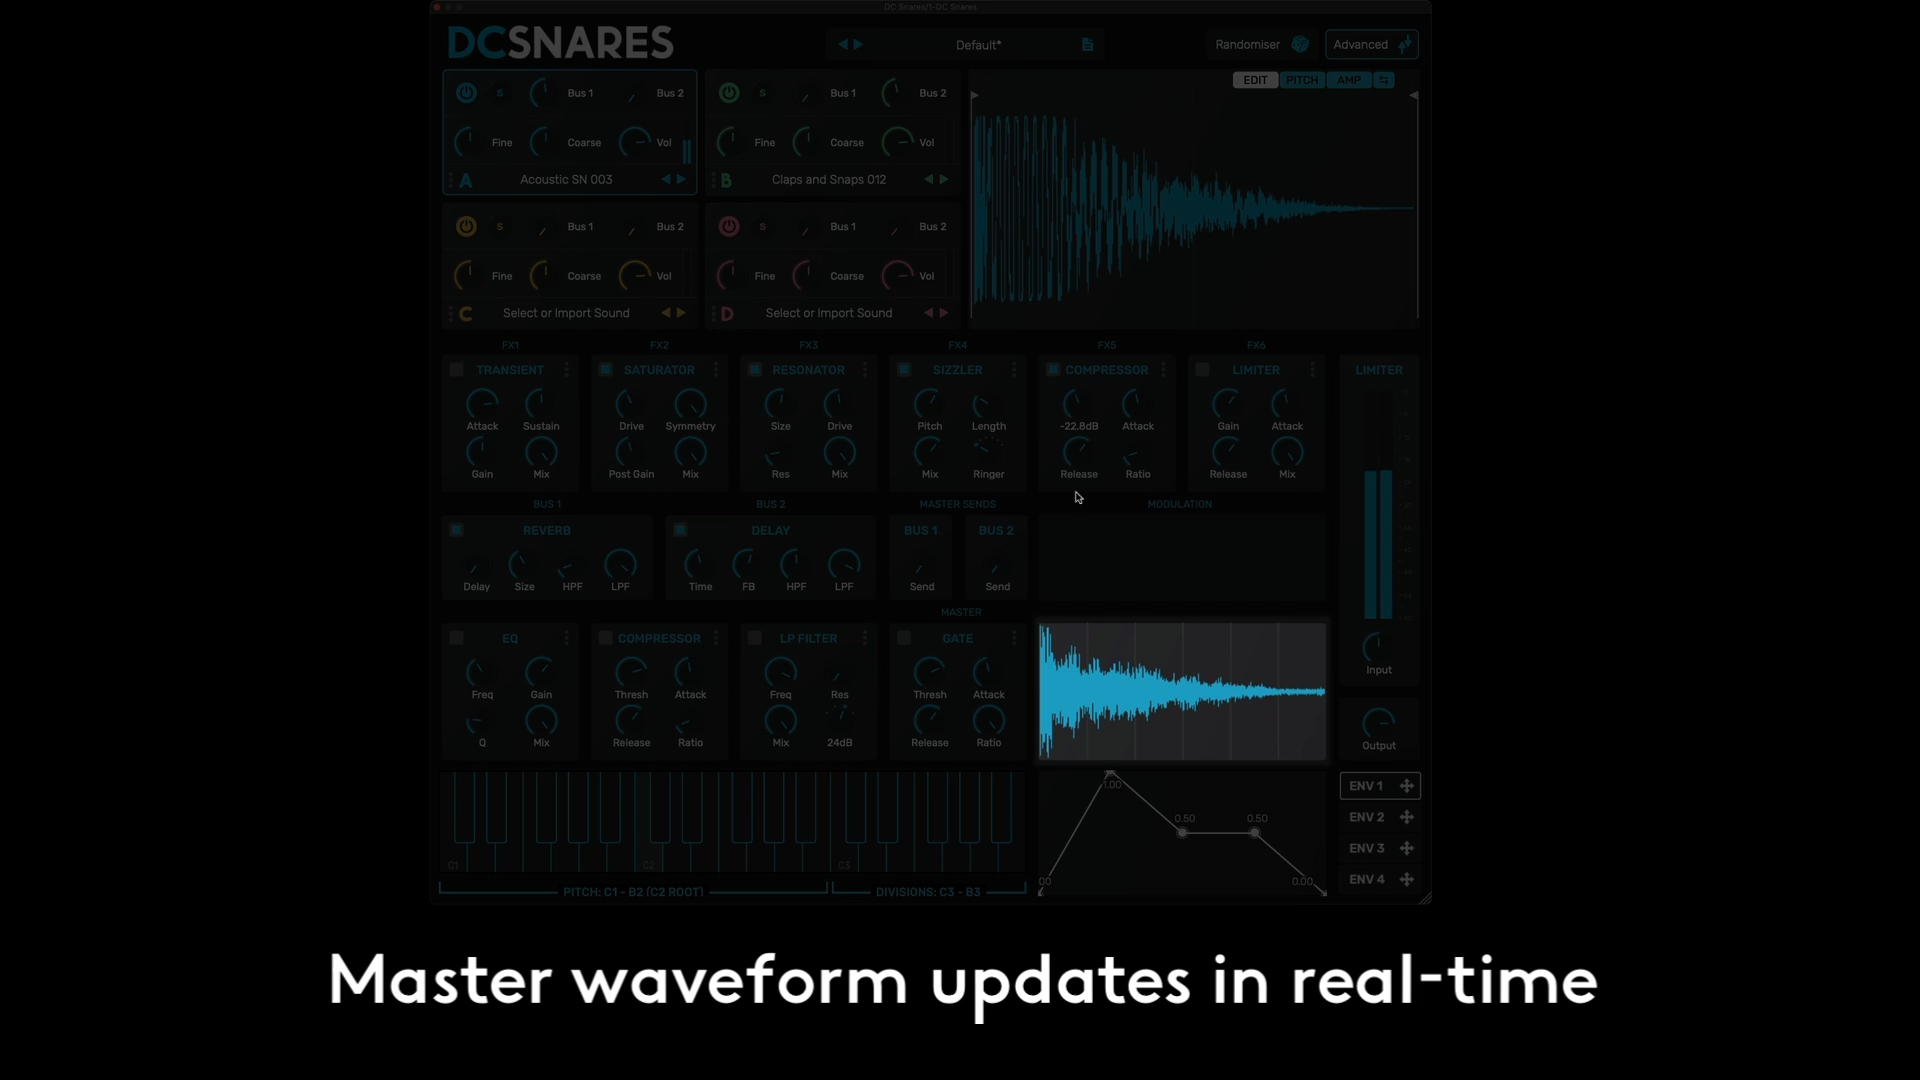 DC Snares/1-DC Snares
DCSNARES
Default*
Randomiser
Advanced
S Bus 1 Bus 2
Fine Coarse Vol
A Acoustic SN 003
S Bus 1 Bus 2
Fine Coarse Vol
B Claps and Snaps 012
EDIT PITCH AMP
S Bus 1 Bus 2
Fine Coarse Vol
C Select or Import Sound
S Bus 1 Bus 2
Fine Coarse Vol
D Select or Import Sound
FX1 FX2 FX3 FX4 FX5 FX6
TRANSIENT
Attack Sustain
Gain Mix
SATURATOR
Drive Symmetry
Post Gain Mix
RESONATOR
Size Drive
Res Mix
SIZZLER
Pitch Length
Mix Ringer
COMPRESSOR
-22.8dB Attack
Release Ratio
LIMITER
Gain Attack
Release Mix
LIMITER
Input
Output
BUS 1 BUS 2 MASTER SENDS MODULATION
REVERB
Delay Size HPF LPF
DELAY
Time FB HPF LPF
BUS 1 BUS 2
Send Send
MASTER
EQ
Freq Gain
Q Mix
COMPRESSOR
Thresh Attack
Release Ratio
LP FILTER
Freq Res
Mix 24dB
GATE
Thresh Attack
Release Ratio
C1 C2 C3
PITCH: C1 - B2 (C2 ROOT)
DIVISIONS: C3 - B3
1.00
0.50 0.50
00 0.00
ENV 1
ENV 2
ENV 3
ENV 4
Master waveform updates in real-time